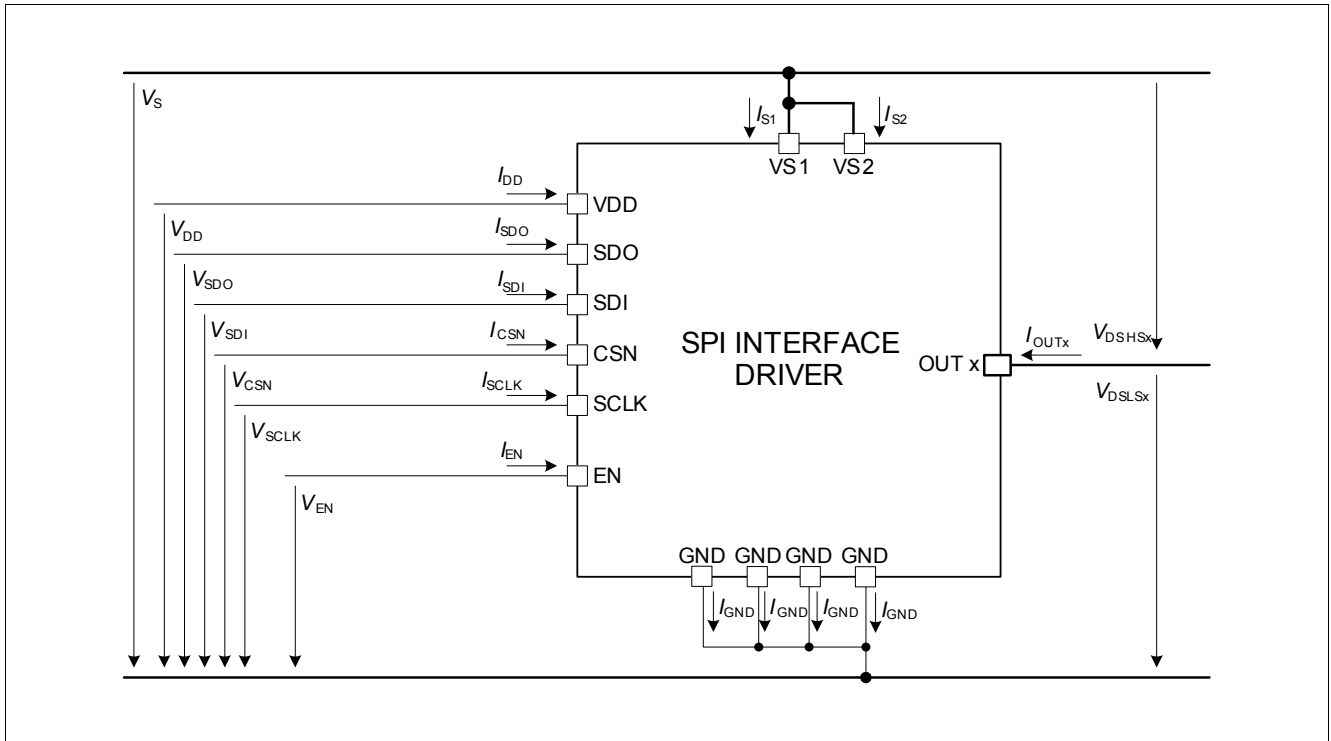 VS
IS1
IS2
VS1
VS2
IDD
VDD
VDD
ISDO
SDO
VSDO
ISDI
SDI
VSDI
ICSN
CSN
VCSN
ISCLK
SCLK
VSCLK
IEN
EN
VEN
SPI INTERFACE
DRIVER
OUT x
IOUTx
VDSHSx
VDSLSx
GND GND GND GND
IGND IGND IGND IGND